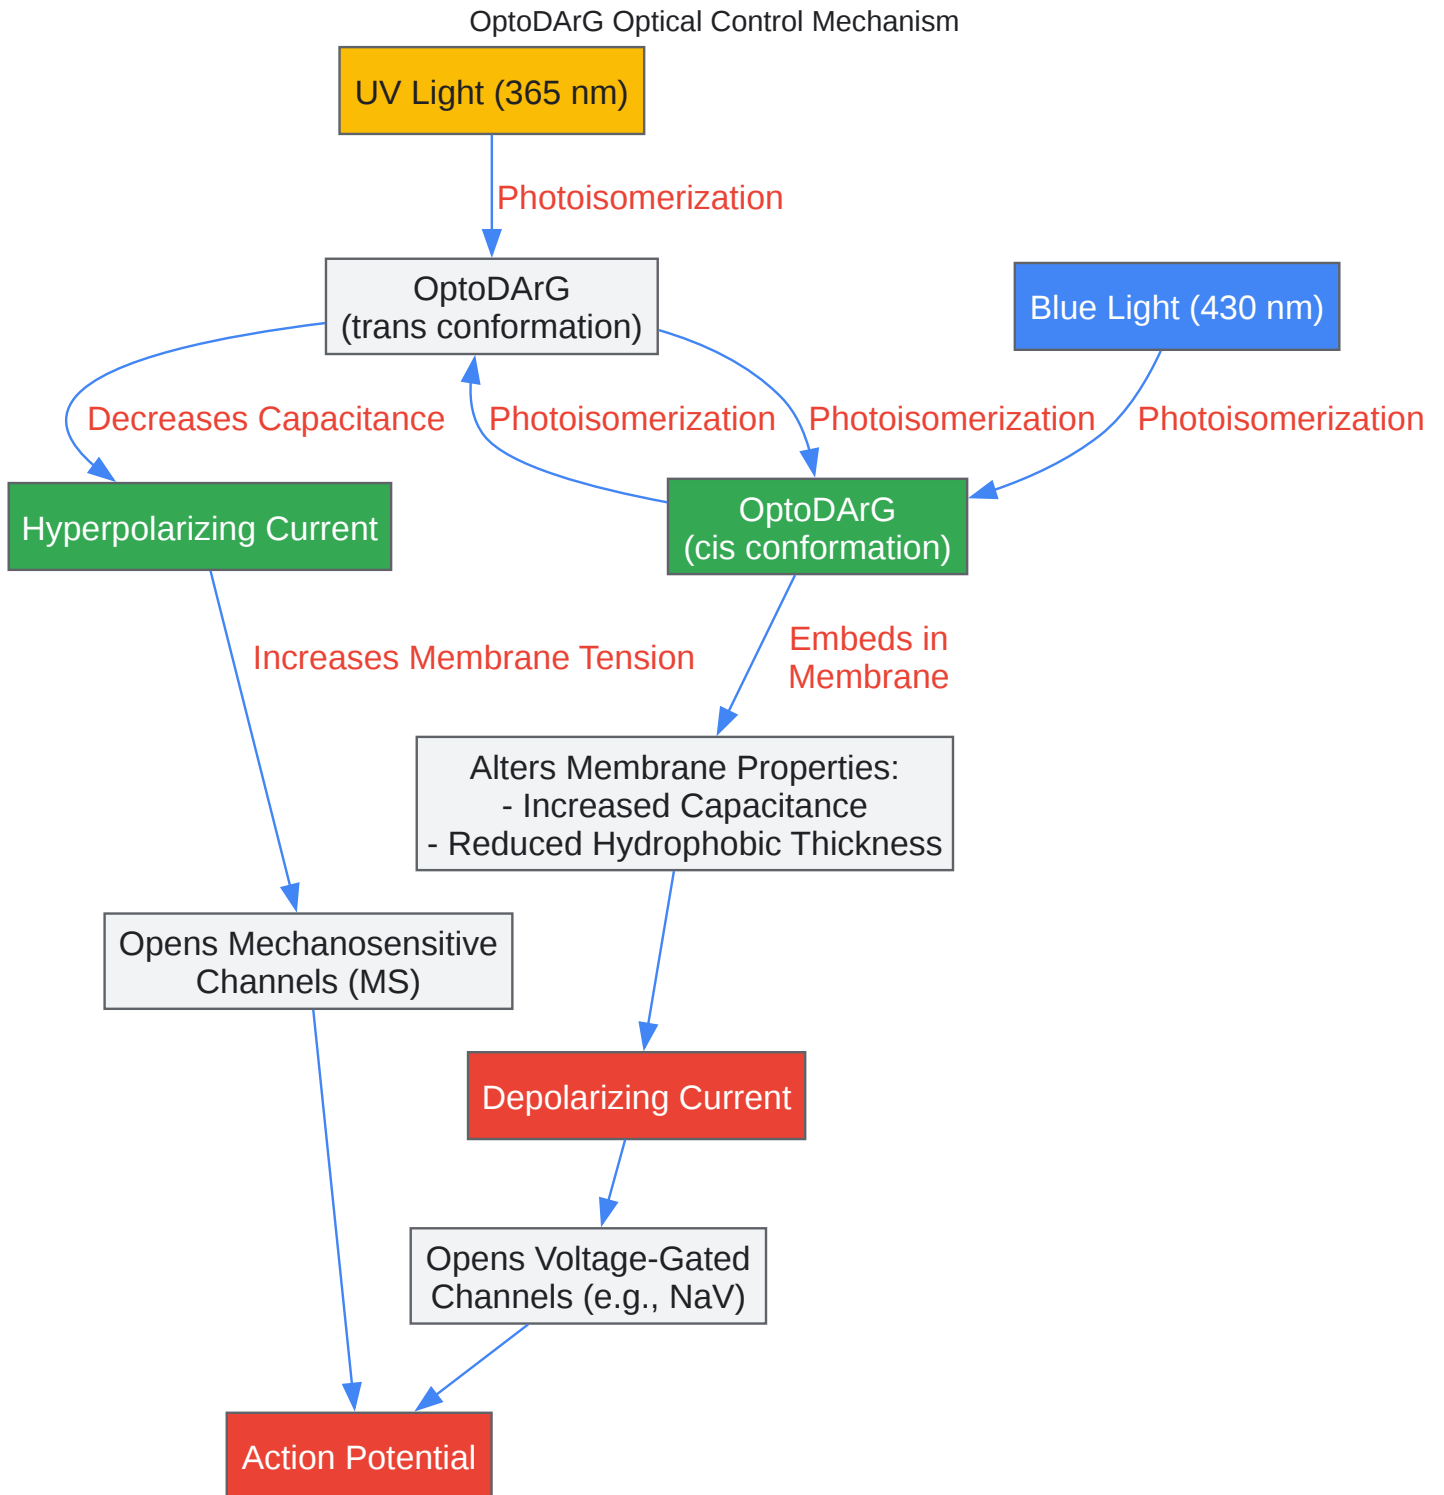 OptoDArG Optical Control Mechanism
UV Light (365 nm)
Photoisomerization
OptoDArG
(trans conformation)
Blue Light (430 nm)
Decreases Capacitance
Photoisomerization
Photoisomerization
Photoisomerization
Hyperpolarizing Current
OptoDArG
(cis conformation)
Increases Membrane Tension
Embeds in
Membrane
Alters Membrane Properties:
- Increased Capacitance
- Reduced Hydrophobic Thickness
Opens Mechanosensitive
Channels (MS)
Depolarizing Current
Opens Voltage-Gated
Channels (e.g., NaV)
Action Potential